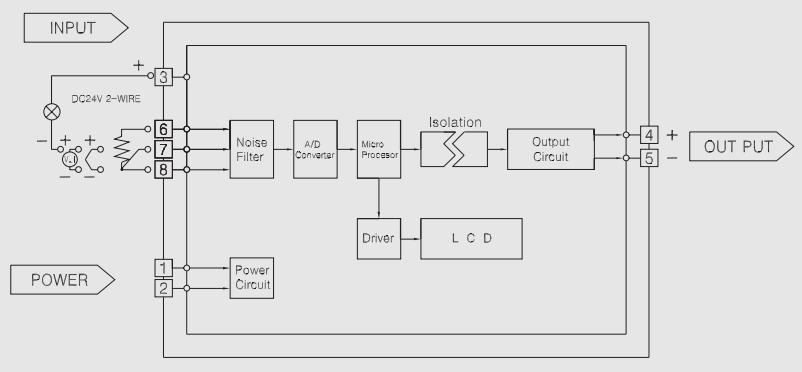 INPUT
+
3
DC24V 2-WIRE
−
+
+
V.I
−
−
6
7
8
Noise
Filter
A/D
Converter
Micro
Procesor
Isolation
Output
Circuit
4
+
5
−
OUT PUT
Driver
L C D
POWER
1
2
Power
Circuit